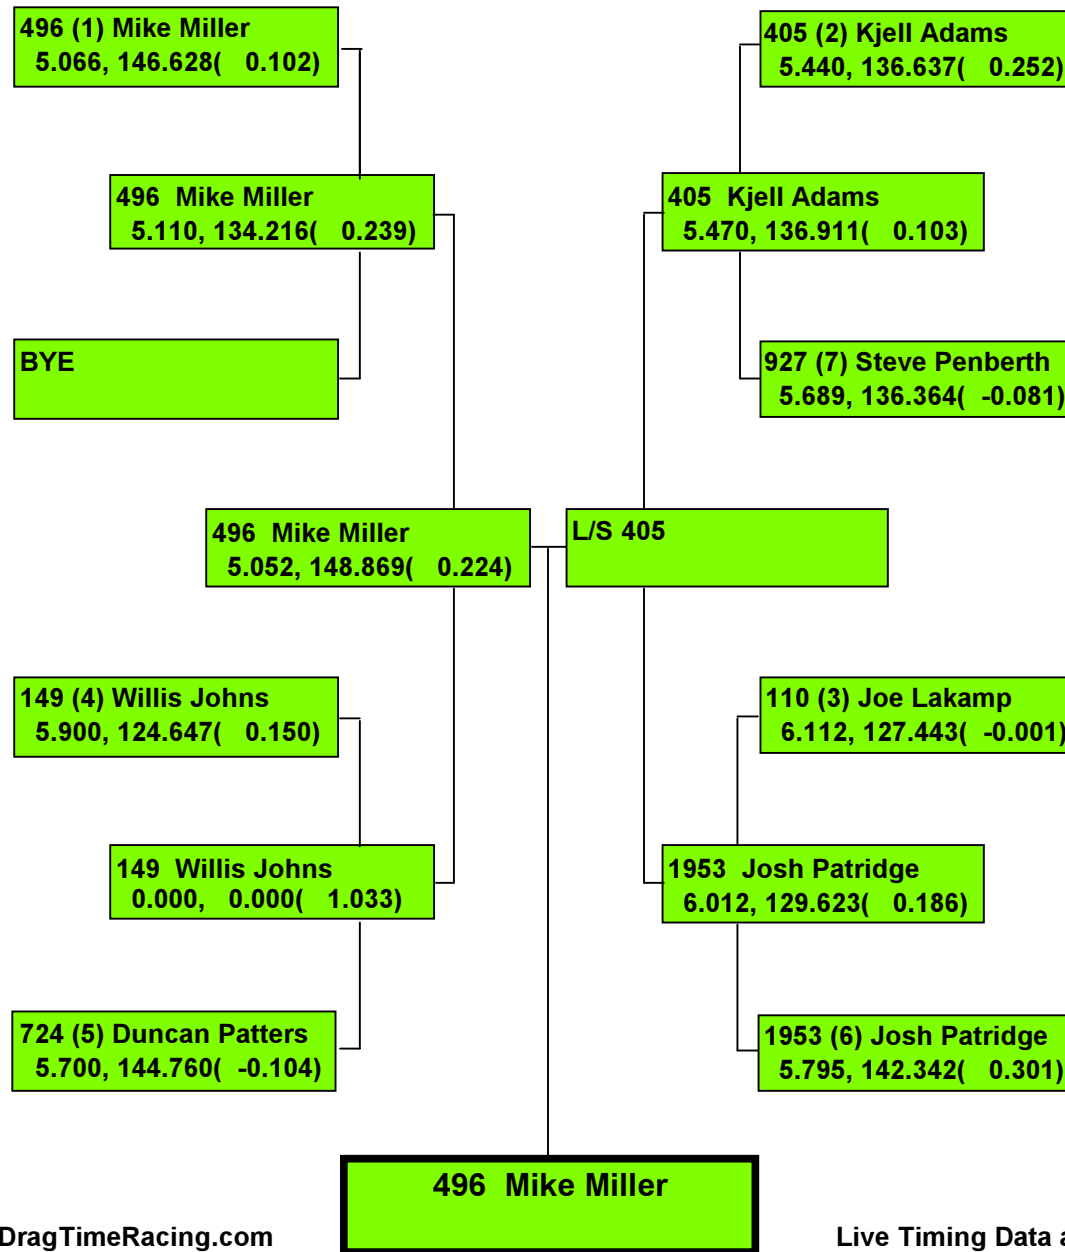 496 (1) Mike Miller
5.066, 146.628( 0.102)
405 (2) Kjell Adams
5.440, 136.637( 0.252)
496 Mike Miller
5.110, 134.216( 0.239)
405 Kjell Adams
5.470, 136.911( 0.103)
BYE
927 (7) Steve Penberth
5.689, 136.364( -0.081)
496 Mike Miller
5.052, 148.869( 0.224)
L/S 405
149 (4) Willis Johns
5.900, 124.647( 0.150)
110 (3) Joe Lakamp
6.112, 127.443( -0.001)
149 Willis Johns
0.000, 0.000( 1.033)
1953 Josh Patridge
6.012, 129.623( 0.186)
724 (5) Duncan Patters
5.700, 144.760( -0.104)
1953 (6) Josh Patridge
5.795, 142.342( 0.301)
496 Mike Miller
DragTimeRacing.com
Live Timing Data a